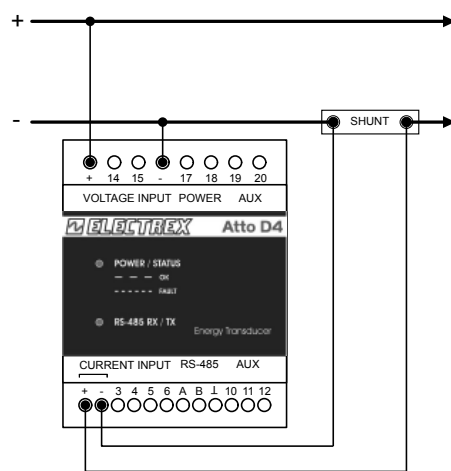 +
-
SHUNT
+ 14 15 - 17 18 19 20
VOLTAGE INPUT POWER AUX
ELECTREX Atto D4
POWER / STATUS
— — — OK
------ FAULT
RS-485 RX / TX
Energy Transducer
CURRENT INPUT RS-485 AUX
+ - 3 4 5 6 A B ⊥ 10 11 12